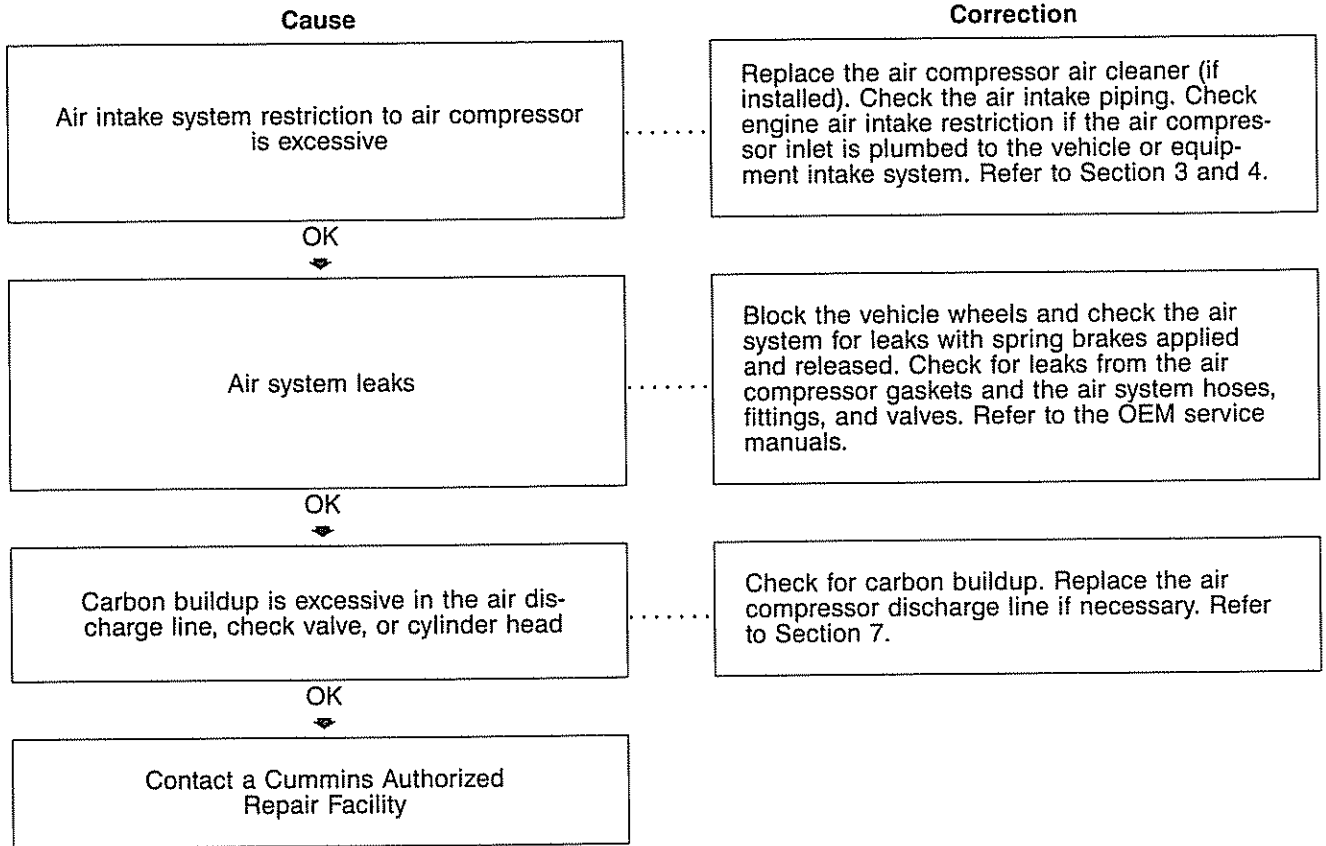 Cause
Correction
Air intake system restriction to air compressor
is excessive
Replace the air compressor air cleaner (if
installed). Check the air intake piping. Check
engine air intake restriction if the air compres-
sor inlet is plumbed to the vehicle or equip-
ment intake system. Refer to Section 3 and 4.
OK
Air system leaks
Block the vehicle wheels and check the air
system for leaks with spring brakes applied
and released. Check for leaks from the air
compressor gaskets and the air system hoses,
fittings, and valves. Refer to the OEM service
manuals.
OK
Carbon buildup is excessive in the air dis-
charge line, check valve, or cylinder head
Check for carbon buildup. Replace the air
compressor discharge line if necessary. Refer
to Section 7.
OK
Contact a Cummins Authorized
Repair Facility